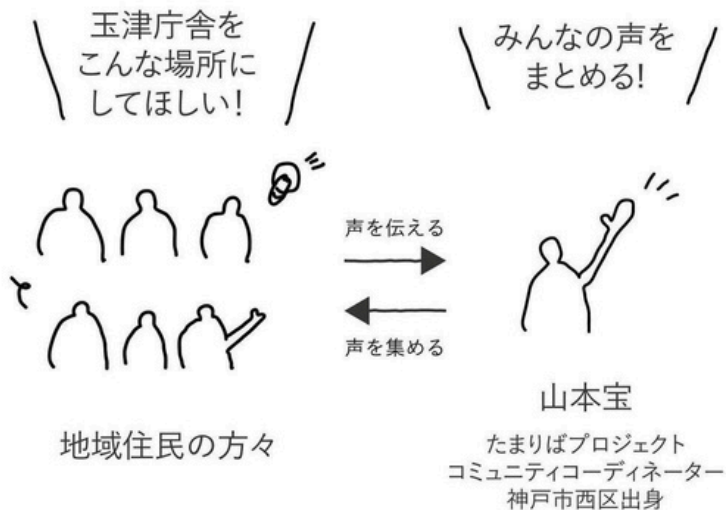 玉津庁舎を
こんな場所に
してほしい！
みんなの声を
まとめる！
声を伝える
声を集める
地域住民の方々
山本宝
たまりばプロジェクト
コミュニティコーディネーター
神戸市西区出身